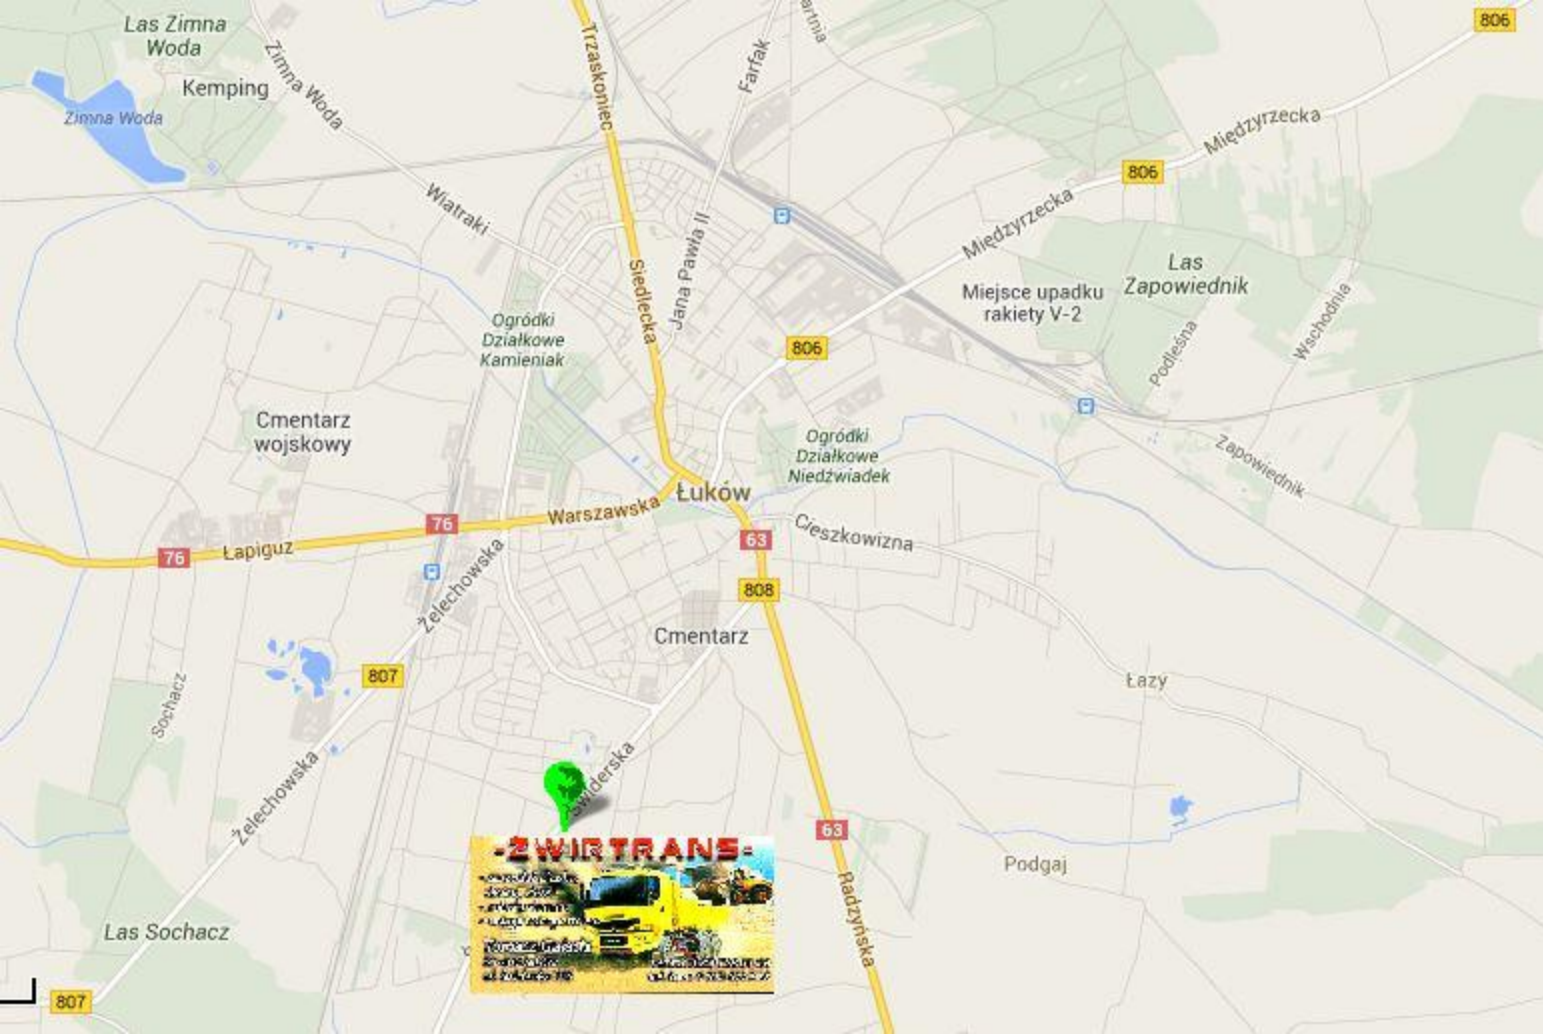 806
Las Zimna
Woda
Kemping
Zimna Woda
Zimna Woda
Trzaskoniec
Farfak
Międzyrzecka
806
Wiatraki
Międzyrzecka
Jana Pawła II
Siedlecka
Las
Zapowiednik
Miejsce upadku
rakiety V-2
Wschodnia
Podleśna
Ogródki
Działkowe
Kamieniak
806
Cmentarz
wojskowy
Ogródki
Działkowe
Niedźwiadek
Zapowiednik
Łuków
Warszawska
76
76
Łapiguz
Cieszkowizna
63
Żelechowska
808
Cmentarz
807
Łazy
Sochacz
Żelechowska
Świderska
63
-ŻWIRTRANS-
Podgaj
Radzyńska
Las Sochacz
807